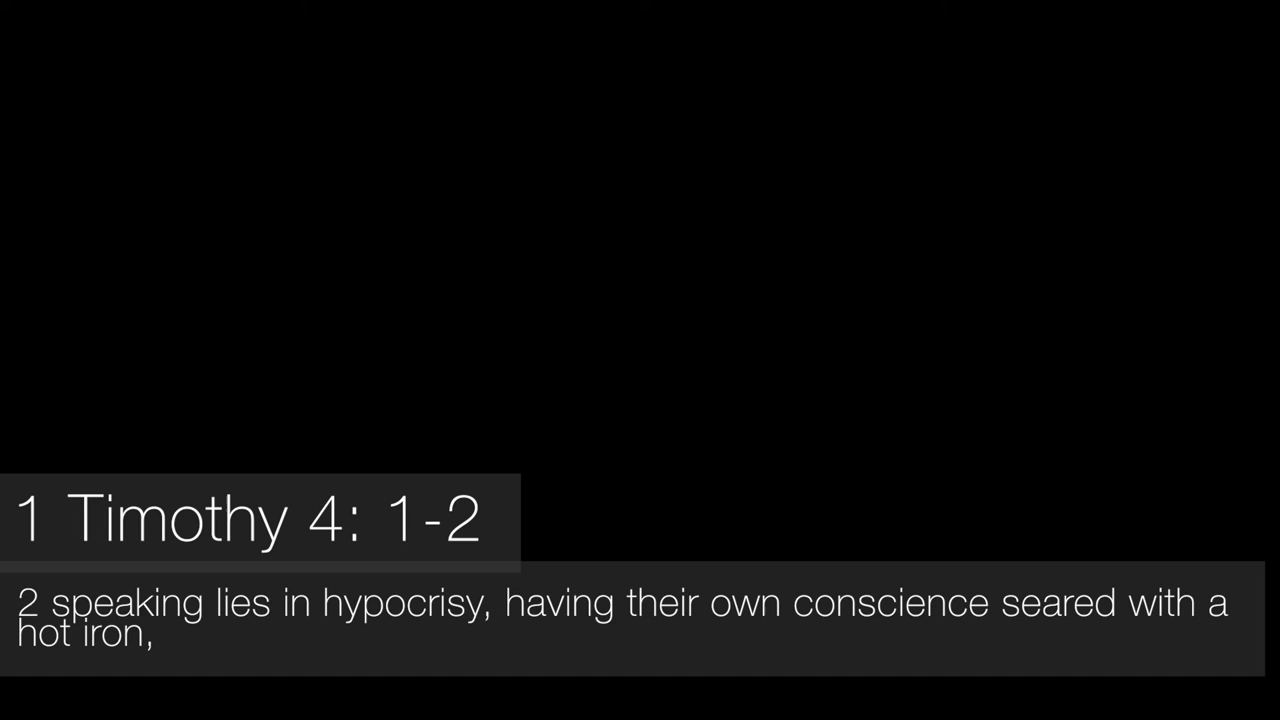 1 Timothy 4: 1-2
2 speaking lies in hypocrisy, having their own conscience seared with a
hot iron,